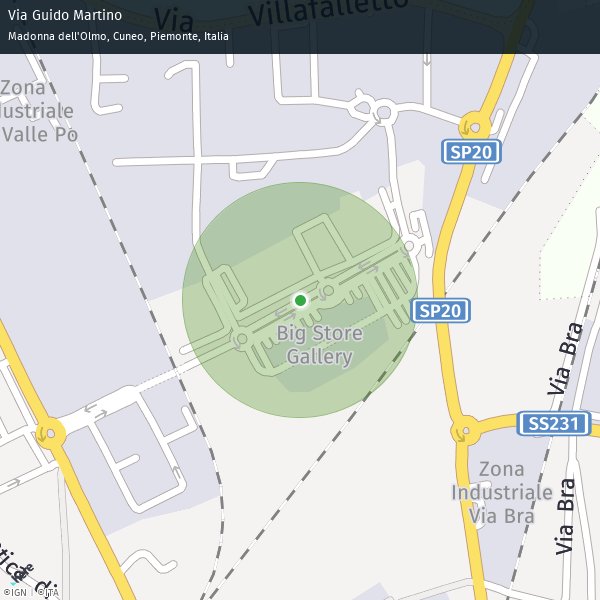 Via Guido Martino
Madonna dell'Olmo, Cuneo, Piemonte, Italia
Via Villafalletto
Zona
dustriale
Valle Po
SP20
SP20
Big Store
Gallery
Via Bra
SS231
Zona
Industriale
Via Bra
Via Bra
©IGN | ©ITA